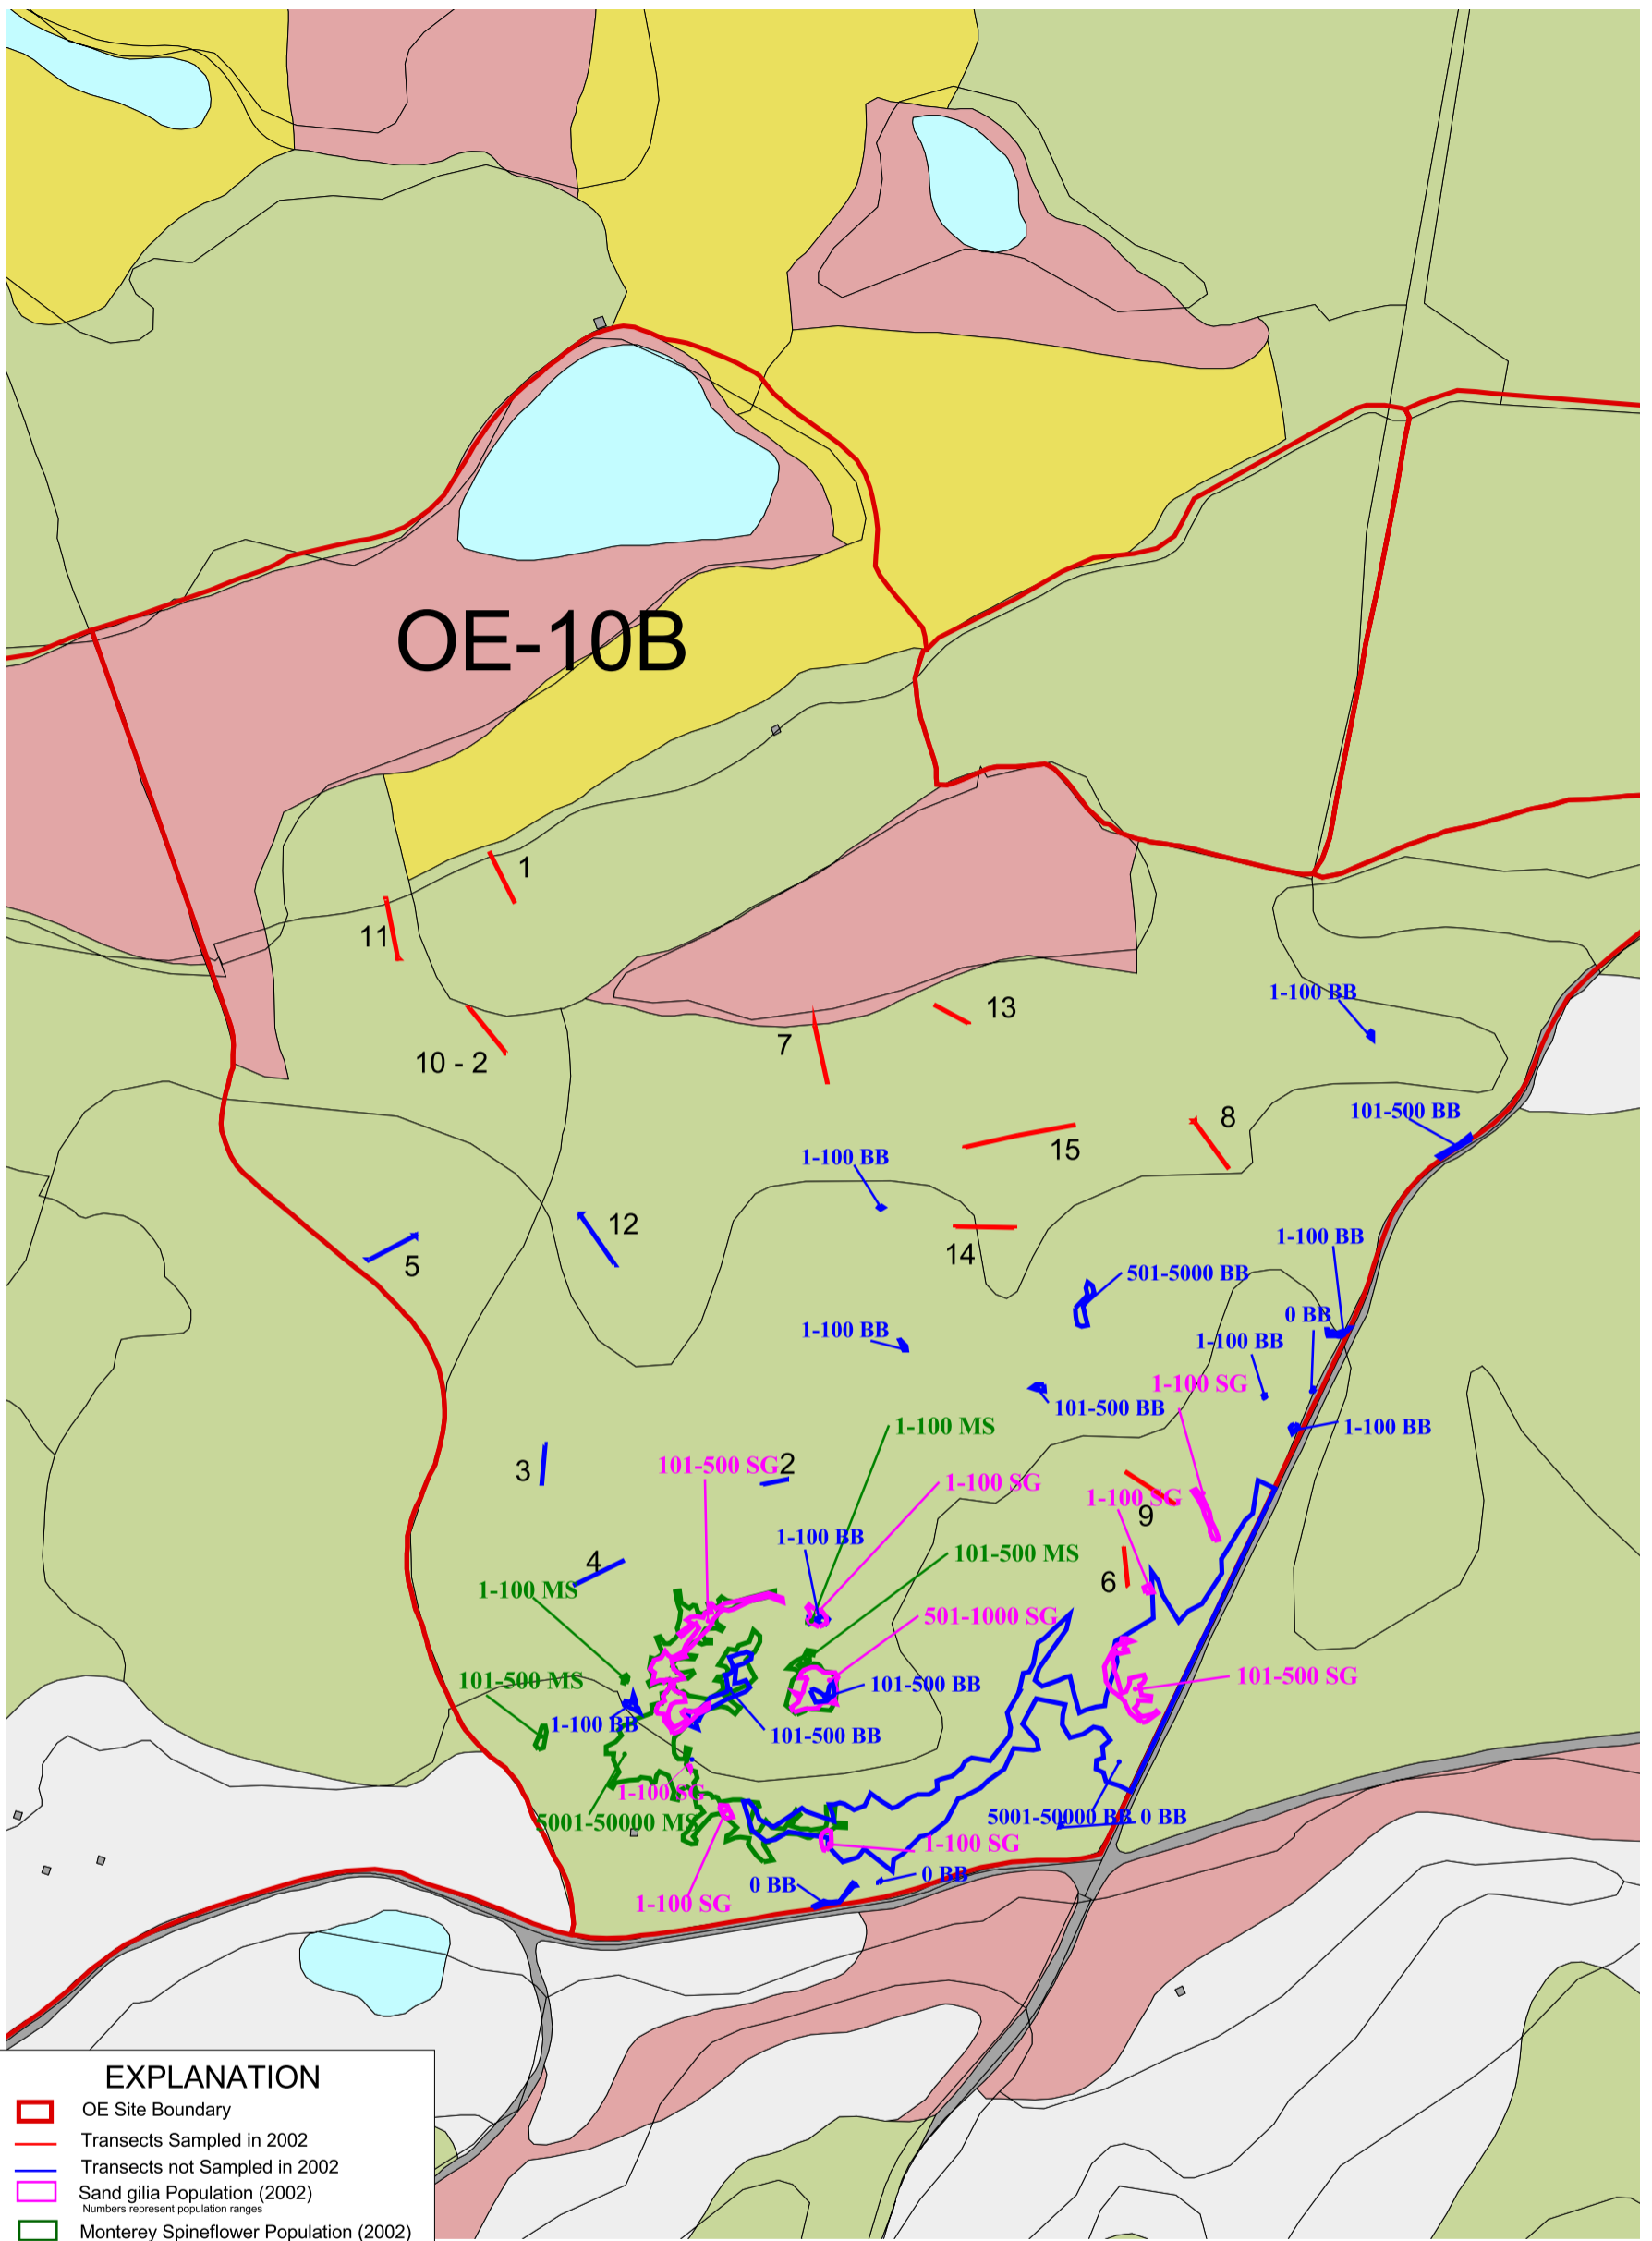 OE-10B
1
11
13
1-100 BB
7
10 - 2
101-500 BB
8
15
1-100 BB
12
1-100 BB
14
5
501-5000 BB
0 BB
1-100 BB
1-100 BB
1-100 SG
101-500 BB
1-100 MS
1-100 BB
101-500 SG
2
3
1-100 SG
1-100 SG
9
1-100 BB
101-500 MS
4
6
1-100 MS
501-1000 SG
101-500 SG
101-500 MS
101-500 BB
1-100 BB
101-500 BB
1-100 SG
5001-50000 MS
5001-50000 BB
0 BB
1-100 SG
0 BB
0 BB
1-100 SG
EXPLANATION
OE Site Boundary
Transects Sampled in 2002
Transects not Sampled in 2002
Sand gilia Population (2002)
Numbers represent population ranges
Monterey Spineflower Population (2002)